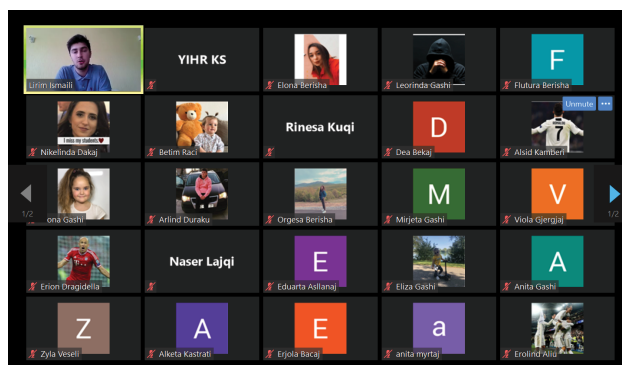 Lirim Ismaili
YIHR KS
Elona Berisha
Leorinda Gashi
F
Flutura Berisha
I miss my students
Nikelinda Dakaj
Betim Raci
Rinesa Kuqi
D
Dea Bekaj
Unmute
7
Alsid Kamberi
ona Gashi
Arlind Duraku
Orgesa Berisha
M
Mirjeta Gashi
V
Viola Gjergjaj
1/2
1/2
Erion Dragidella
Naser Lajqi
E
Eduarta Asllanaj
Eliza Gashi
A
Anita Gashi
Z
Zyla Veseli
A
Alketa Kastrati
E
Erjola Bacaj
a
anita myrtaj
Erolind Aliu